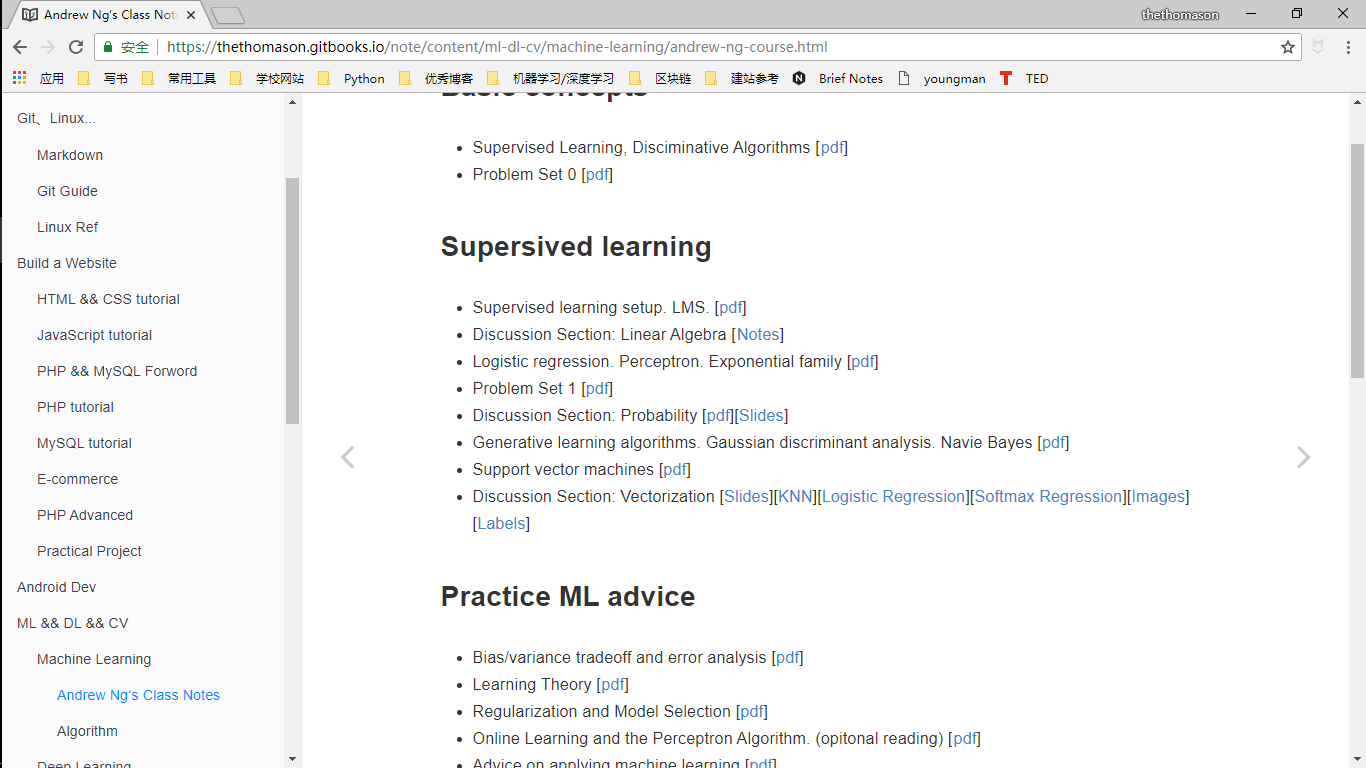 Andrew Ng's Class Not
thethomason
安全
https://thethomason.gitbooks.io/note/content/ml-dl-cv/machine-learning/andrew-ng-course.html
应用 写书 常用工具 学校网站 Python 优秀博客 机器学习/深度学习 区块链 建站参考 Brief Notes youngman TED
Git、Linux...
Markdown
Git Guide
Linux Ref
Build a Website
HTML && CSS tutorial
JavaScript tutorial
PHP && MySQL Forword
PHP tutorial
MySQL tutorial
E-commerce
PHP Advanced
Practical Project
Android Dev
ML && DL && CV
Machine Learning
Andrew Ng's Class Notes
Algorithm
Deep Learning
Basic concepts
Supervised Learning, Disciminative Algorithms [pdf]
Problem Set 0 [pdf]
Supersived learning
Supervised learning setup. LMS. [pdf]
Discussion Section: Linear Algebra [Notes]
Logistic regression. Perceptron. Exponential family [pdf]
Problem Set 1 [pdf]
Discussion Section: Probability [pdf][Slides]
Generative learning algorithms. Gaussian discriminant analysis. Navie Bayes [pdf]
Support vector machines [pdf]
Discussion Section: Vectorization [Slides][KNN][Logistic Regression][Softmax Regression][Images]
[Labels]
Practice ML advice
Bias/variance tradeoff and error analysis [pdf]
Learning Theory [pdf]
Regularization and Model Selection [pdf]
Online Learning and the Perceptron Algorithm. (opitonal reading) [pdf]
Advice on applying machine learning [pdf]